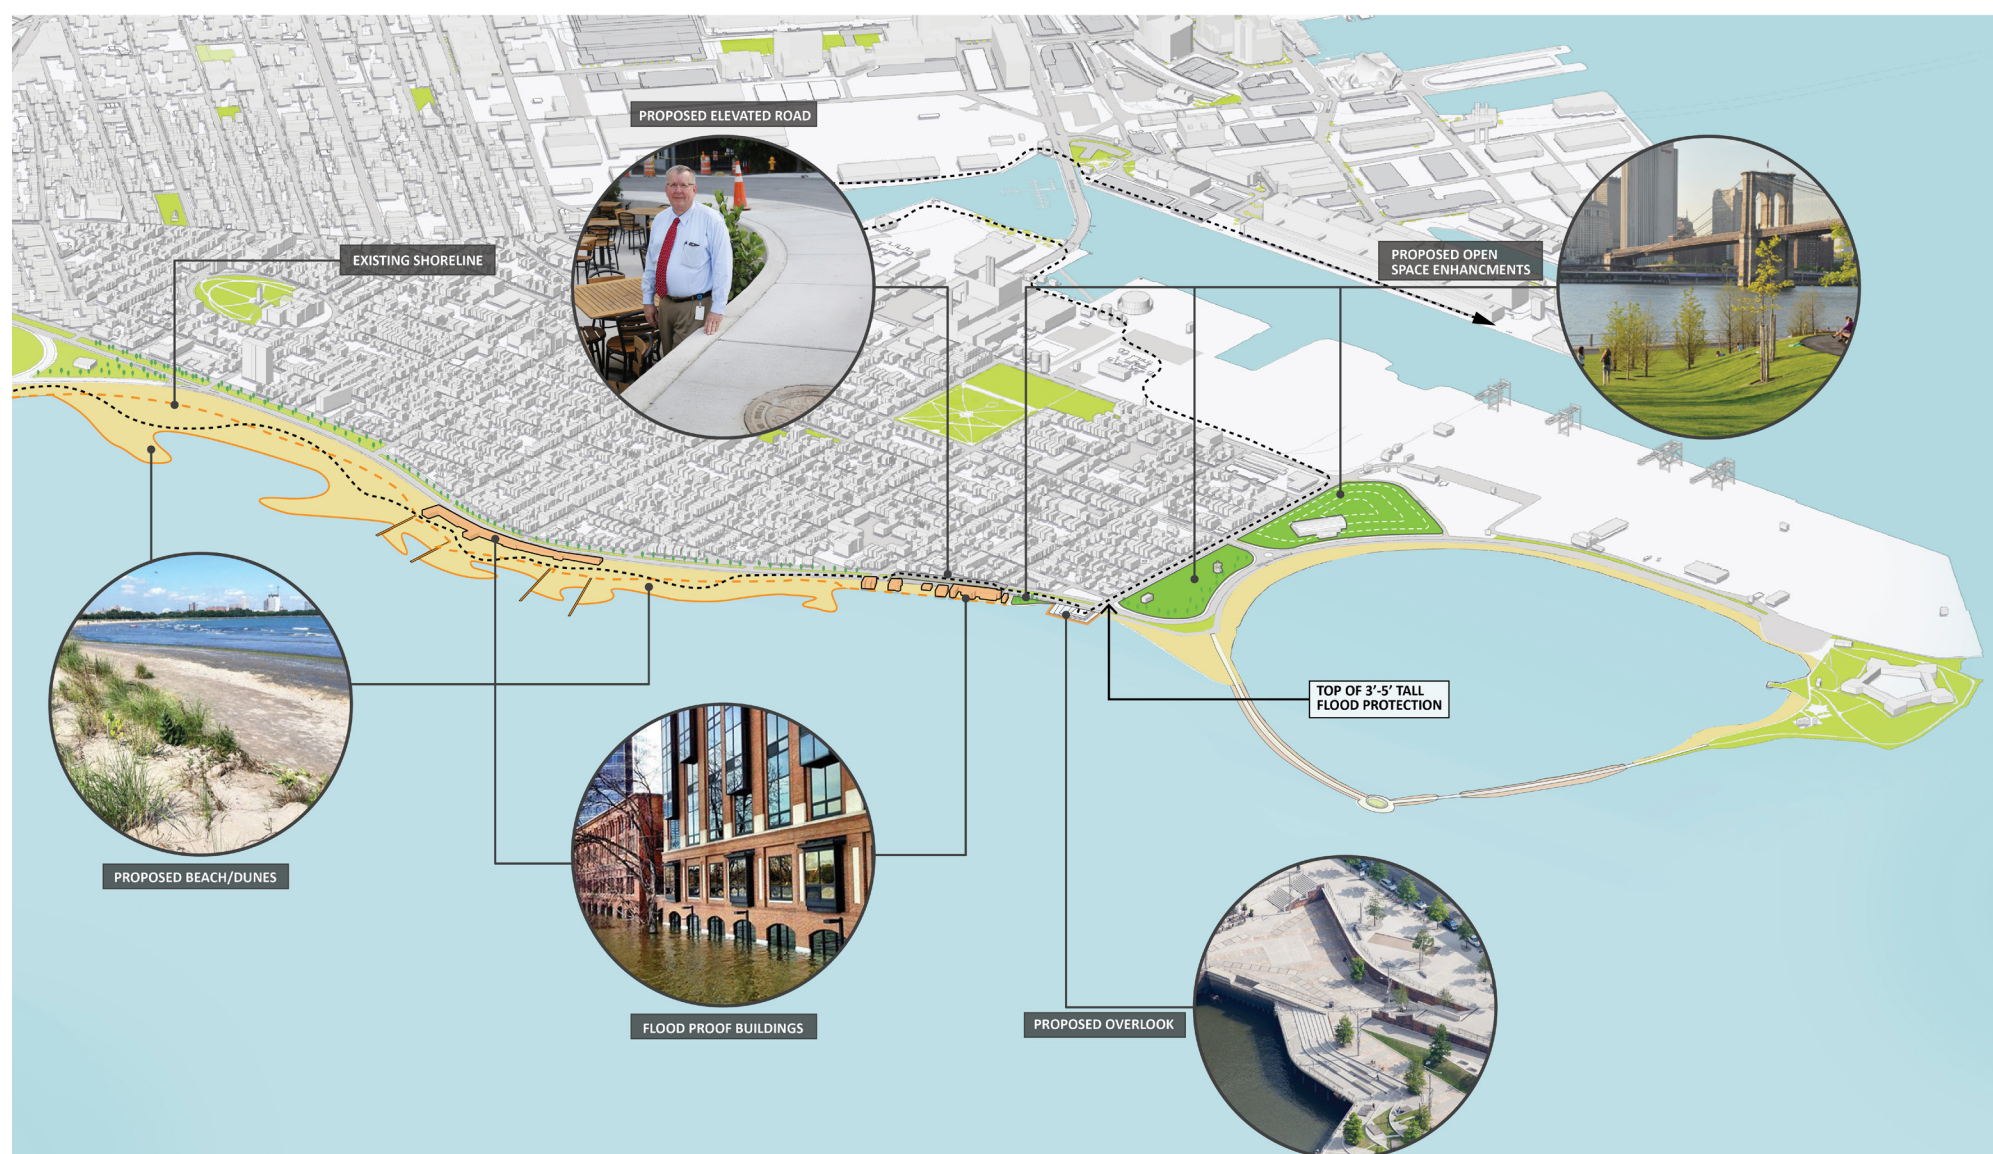 PROPOSED ELEVATED ROAD
EXISTING SHORELINE
PROPOSED OPEN
SPACE ENHANCMENTS
TOP OF 3’-5’ TALL
FLOOD PROTECTION
PROPOSED BEACH/DUNES
FLOOD PROOF BUILDINGS
PROPOSED OVERLOOK